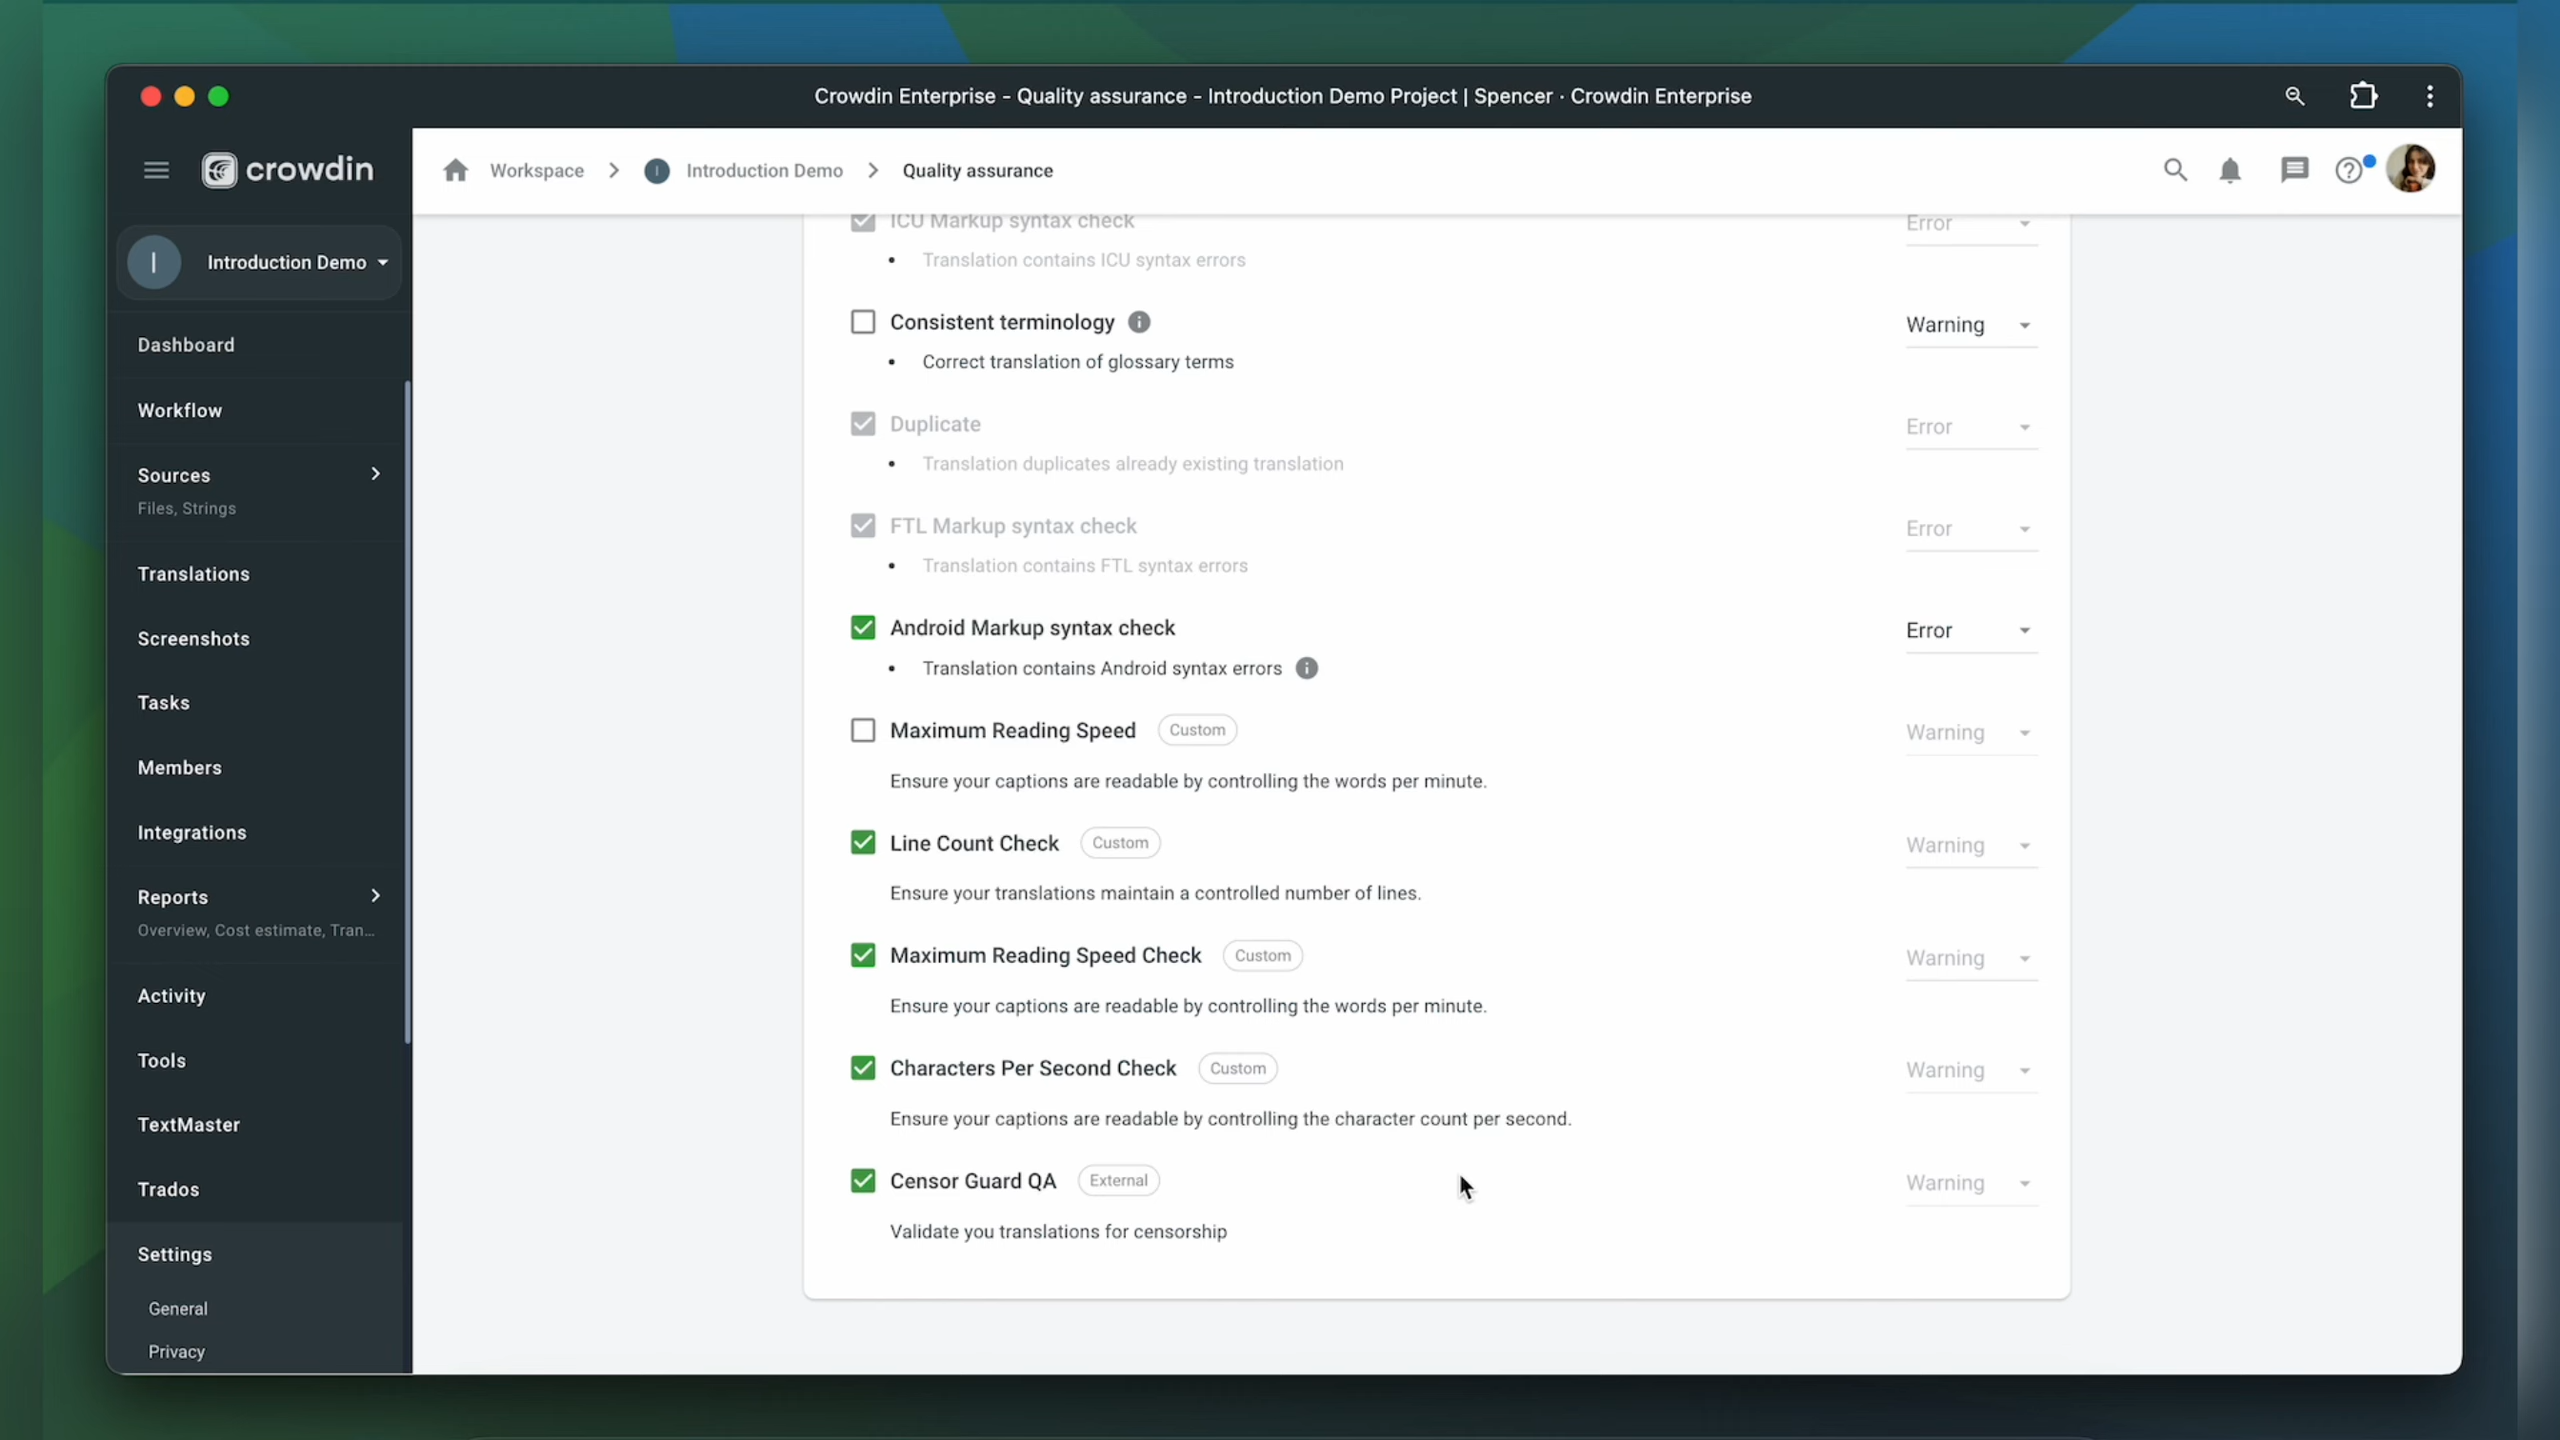 Crowdin Enterprise - Quality assurance - Introduction Demo Project | Spencer · Crowdin Enterprise
crowdin
Workspace
Introduction Demo
Quality assurance
I
Introduction Demo
Dashboard
Workflow
Sources
Files, Strings
Translations
Screenshots
Tasks
Members
Integrations
Reports
Overview, Cost estimate, Tran...
Activity
Tools
TextMaster
Trados
Settings
General
Privacy
ICU Markup syntax check
Error
• Translation contains ICU syntax errors
Consistent terminology
Warning
• Correct translation of glossary terms
Duplicate
Error
• Translation duplicates already existing translation
FTL Markup syntax check
Error
• Translation contains FTL syntax errors
Android Markup syntax check
Error
• Translation contains Android syntax errors
Maximum Reading Speed Custom
Warning
Ensure your captions are readable by controlling the words per minute.
Line Count Check Custom
Warning
Ensure your translations maintain a controlled number of lines.
Maximum Reading Speed Check Custom
Warning
Ensure your captions are readable by controlling the words per minute.
Characters Per Second Check Custom
Warning
Ensure your captions are readable by controlling the character count per second.
Censor Guard QA External
Warning
Validate you translations for censorship